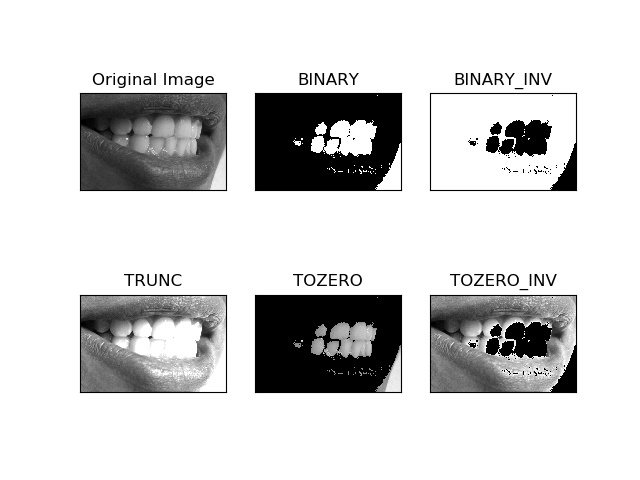 Original Image
BINARY
BINARY_INV
TRUNC
TOZERO
TOZERO_INV